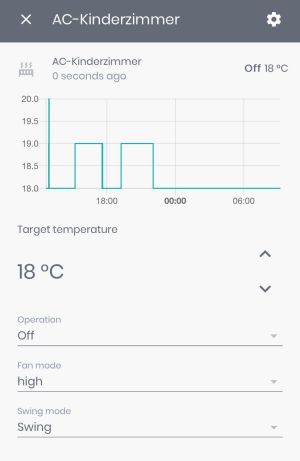 AC-Kinderzimmer
AC-Kinderzimmer
0 seconds ago
Off 18 °C
20.0
19.5
19.0
18.5
18.0
18:00 00:00 06:00
Target temperature
18 °C
Operation
Off
Fan mode
high
Swing mode
Swing